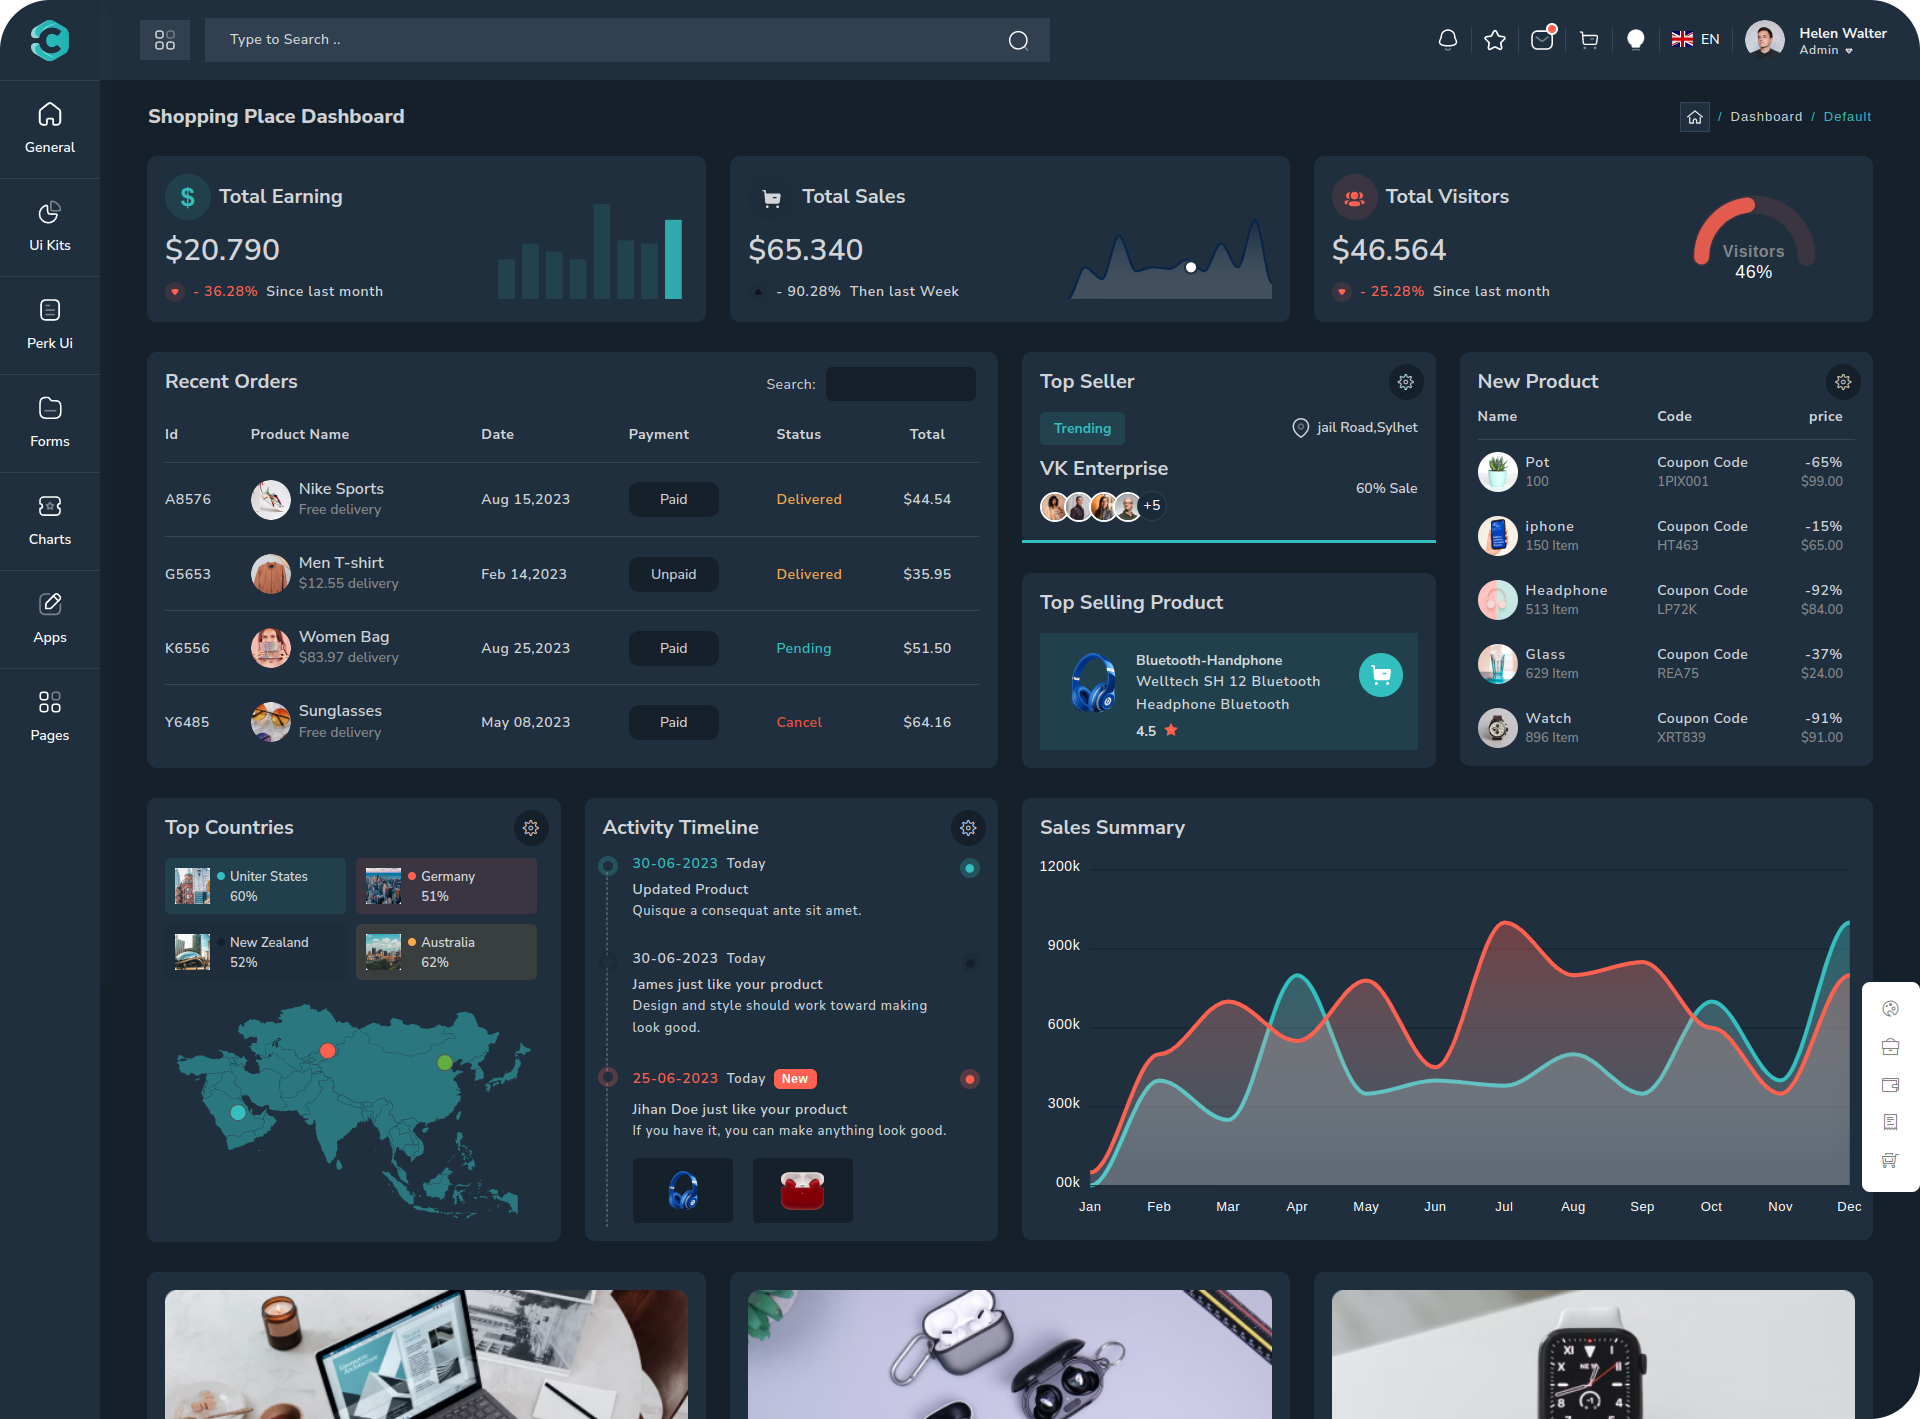 Type to Search ..
EN
Helen Walter
Admin
General
Ui Kits
Perk Ui
Forms
Charts
Apps
Pages
Shopping Place Dashboard
/ Dashboard / Default
$ Total Earning
$20.790
- 36.28% Since last month
Total Sales
$65.340
- 90.28% Then last Week
Total Visitors
$46.564
- 25.28% Since last month
Visitors
46%
Recent Orders
Search:
Id Product Name Date Payment Status Total
A8576 Nike Sports Free delivery Aug 15,2023 Paid Delivered $44.54
G5653 Men T-shirt $12.55 delivery Feb 14,2023 Unpaid Delivered $35.95
K6556 Women Bag $83.97 delivery Aug 25,2023 Paid Pending $51.50
Y6485 Sunglasses Free delivery May 08,2023 Paid Cancel $64.16
Top Seller
Trending
jail Road,Sylhet
VK Enterprise
60% Sale
+5
Top Selling Product
Bluetooth-Handphone
Welltech SH 12 Bluetooth
Headphone Bluetooth
4.5
New Product
Name Code price
Pot Coupon Code -65%
100 1PIX001 $99.00
iphone Coupon Code -15%
150 Item HT463 $65.00
Headphone Coupon Code -92%
513 Item LP72K $84.00
Glass Coupon Code -37%
629 Item REA75 $24.00
Watch Coupon Code -91%
896 Item XRT839 $91.00
Top Countries
Uniter States
60%
Germany
51%
New Zealand
52%
Australia
62%
Activity Timeline
30-06-2023 Today
Updated Product
Quisque a consequat ante sit amet.
30-06-2023 Today
James just like your product
Design and style should work toward making
look good.
25-06-2023 Today New
Jihan Doe just like your product
If you have it, you can make anything look good.
Sales Summary
1200k
900k
600k
300k
00k
Jan Feb Mar Apr May Jun Jul Aug Sep Oct Nov Dec
Geometric
Architecture
XI I
X
8 4